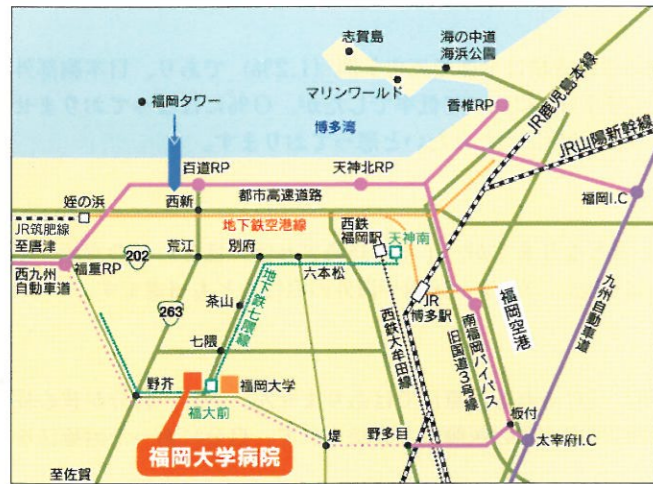 志賀島
海の中道
海浜公園
マリンワールド
福岡タワー
香椎RP
JR鹿児島本線
博多湾
JR山陽新幹線
百道RP
天神北RP
姪の浜
西新
都市高速道路
福岡I.C
JR筑肥線
至唐津
地下鉄空港線
西鉄
福岡駅
天神南
202
荒江
別府
六本松
西九州
自動車道
福重RP
地下鉄七隈線
茶山
263
JR
博多駅
福岡空港
九州自動車道
西鉄大牟田線
南福岡バイパス
旧国道3号線
七隈
野芥
福岡大学
福大前
板付
福岡大学病院
堤
野多目
太宰府I.C
至佐賀